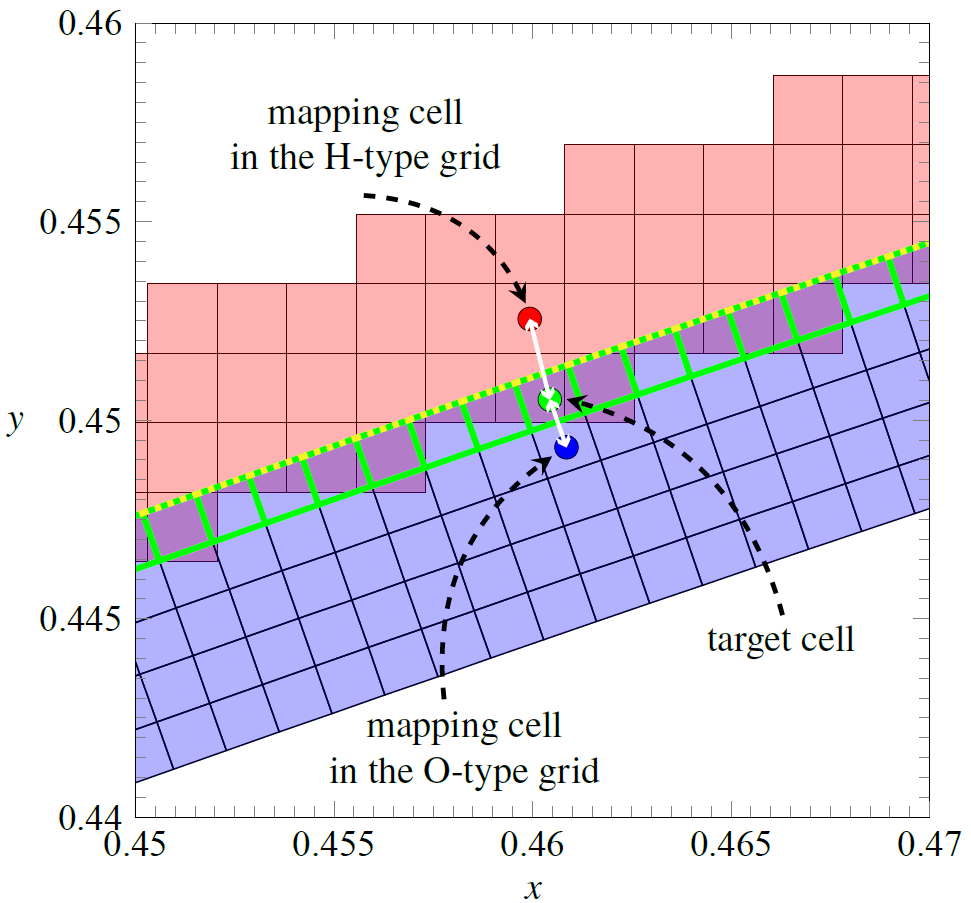 0.46
mapping cell
in the H-type grid
0.455
y
0.45
0.445
target cell
mapping cell
in the O-type grid
0.44
0.45 0.455 0.46 0.465 0.47
x